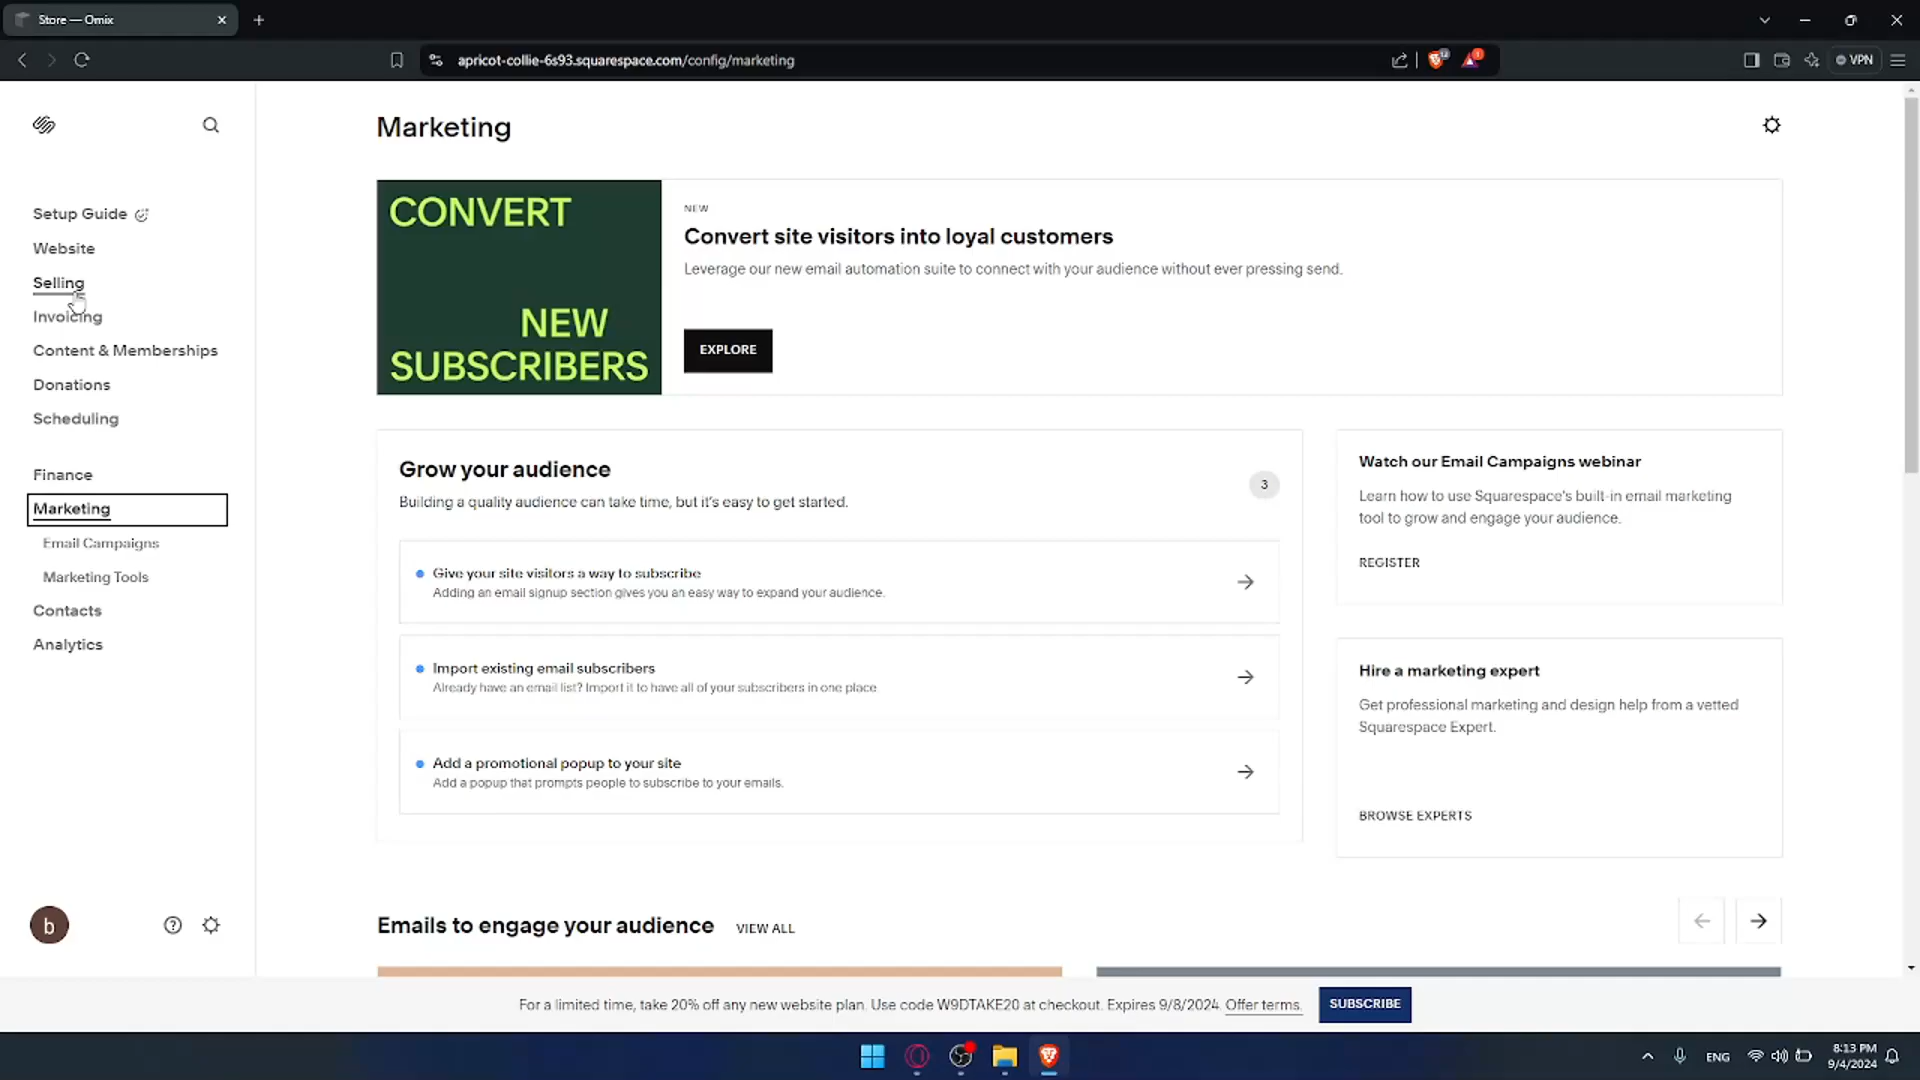 Store — Omix
apricot-collie-6s93.squarespace.com/config/marketing
12
1
VPN
Setup Guide
Website
Selling
Invoicing
Content & Memberships
Donations
Scheduling
Finance
Marketing
Email Campaigns
Marketing Tools
Contacts
Analytics
b
Marketing
CONVERT
NEW
SUBSCRIBERS
NEW
Convert site visitors into loyal customers
Leverage our new email automation suite to connect with your audience without ever pressing send.
EXPLORE
Grow your audience
Building a quality audience can take time, but it's easy to get started.
3
Give your site visitors a way to subscribe
Adding an email signup section gives you an easy way to expand your audience.
Import existing email subscribers
Already have an email list? Import it to have all of your subscribers in one place
Add a promotional popup to your site
Add a popup that prompts people to subscribe to your emails.
Watch our Email Campaigns webinar
Learn how to use Squarespace's built-in email marketing
tool to grow and engage your audience.
REGISTER
Hire a marketing expert
Get professional marketing and design help from a vetted
Squarespace Expert.
BROWSE EXPERTS
Emails to engage your audience VIEW ALL
For a limited time, take 20% off any new website plan. Use code W9DTAKE20 at checkout. Expires 9/8/2024. Offer terms.
SUBSCRIBE
ENG
8:13 PM
9/4/2024